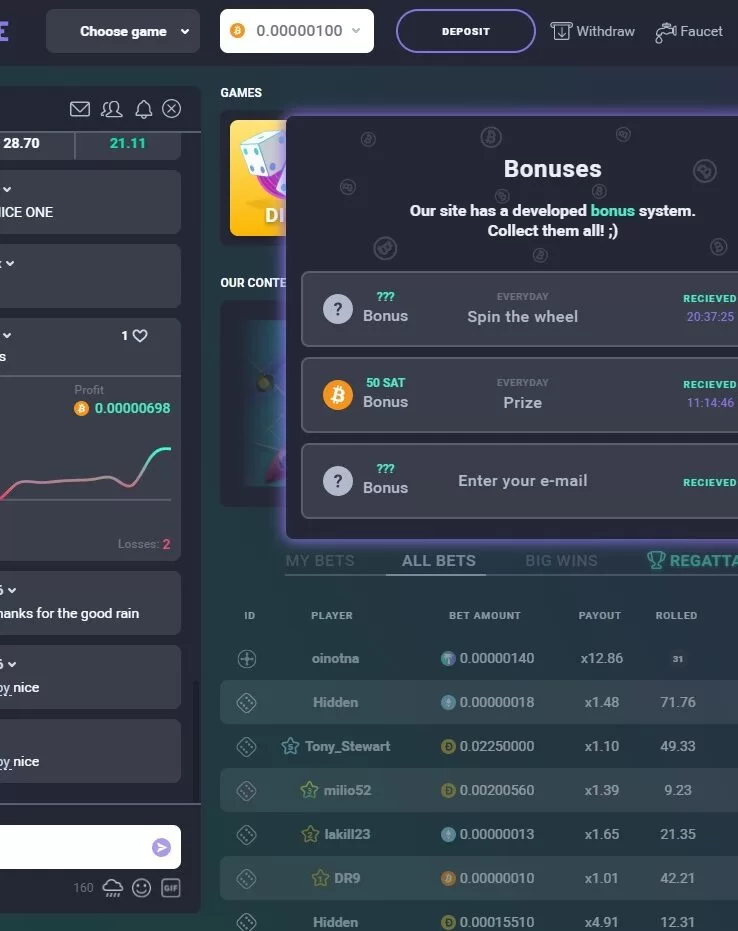 E
Choose game
0.00000100
DEPOSIT
Withdraw
Faucet
28.70
21.11
ICE ONE
1
s
Profit
0.00000698
Losses: 2
6
hanks for the good rain
6
by nice
by nice
160
GIF
GAMES
DI
OUR CONTE
Bonuses
Our site has a developed bonus system.
Collect them all! ;)
???
Bonus
EVERYDAY
Spin the wheel
RECIEVED
20:37:25
50 SAT
Bonus
EVERYDAY
Prize
RECIEVED
11:14:46
???
Bonus
Enter your e-mail
RECIEVED
MY BETS
ALL BETS
BIG WINS
REGATTA
ID PLAYER BET AMOUNT PAYOUT ROLLED
oinotna 0.00000140 x12.86 31
Hidden 0.00000018 x1.48 71.76
Tony_Stewart 0.02250000 x1.10 49.33
milio52 0.00200560 x1.39 9.23
lakill23 0.00000013 x1.65 21.35
DR9 0.00000010 x1.01 42.21
Hidden 0.00015510 x4.91 12.31